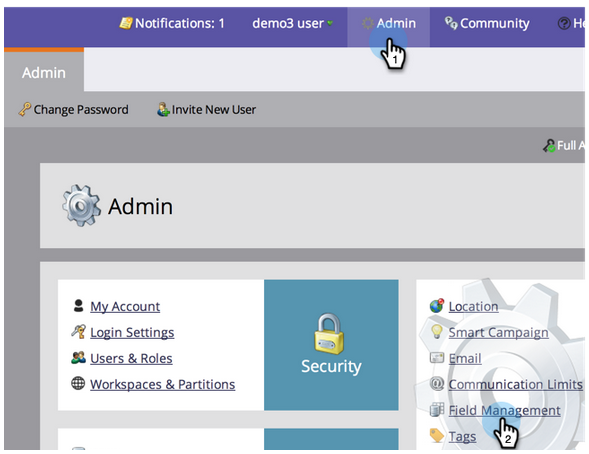 Notifications: 1 demo3 user Admin Community
1
Admin
Change Password Invite New User
Full
Admin
My Account
Login Settings
Users & Roles
Workspaces & Partitions
Security
Location
Smart Campaign
Email
Communication Limits
Field Management
Tags
2